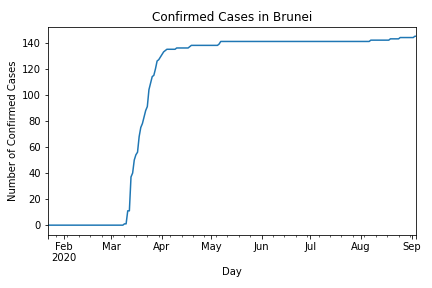 Confirmed Cases in Brunei
Number of Confirmed Cases
140
120
100
80
60
40
20
0
Feb Mar Apr May Jun Jul Aug Sep
2020
Day